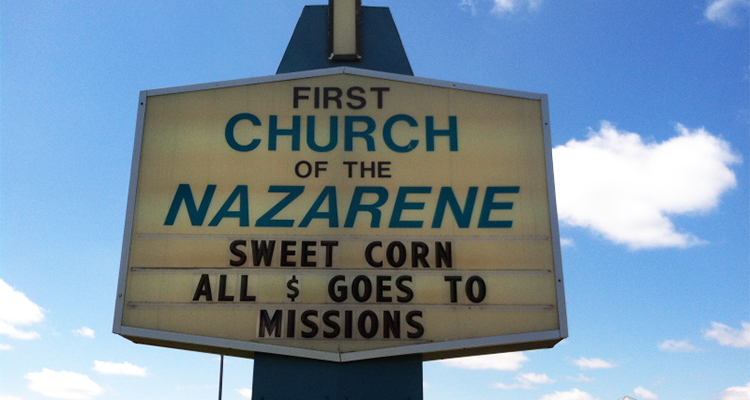 FIRST
CHURCH
OF THE
NAZARENE
SWEET CORN
ALL $ GOES TO
MISSIONS